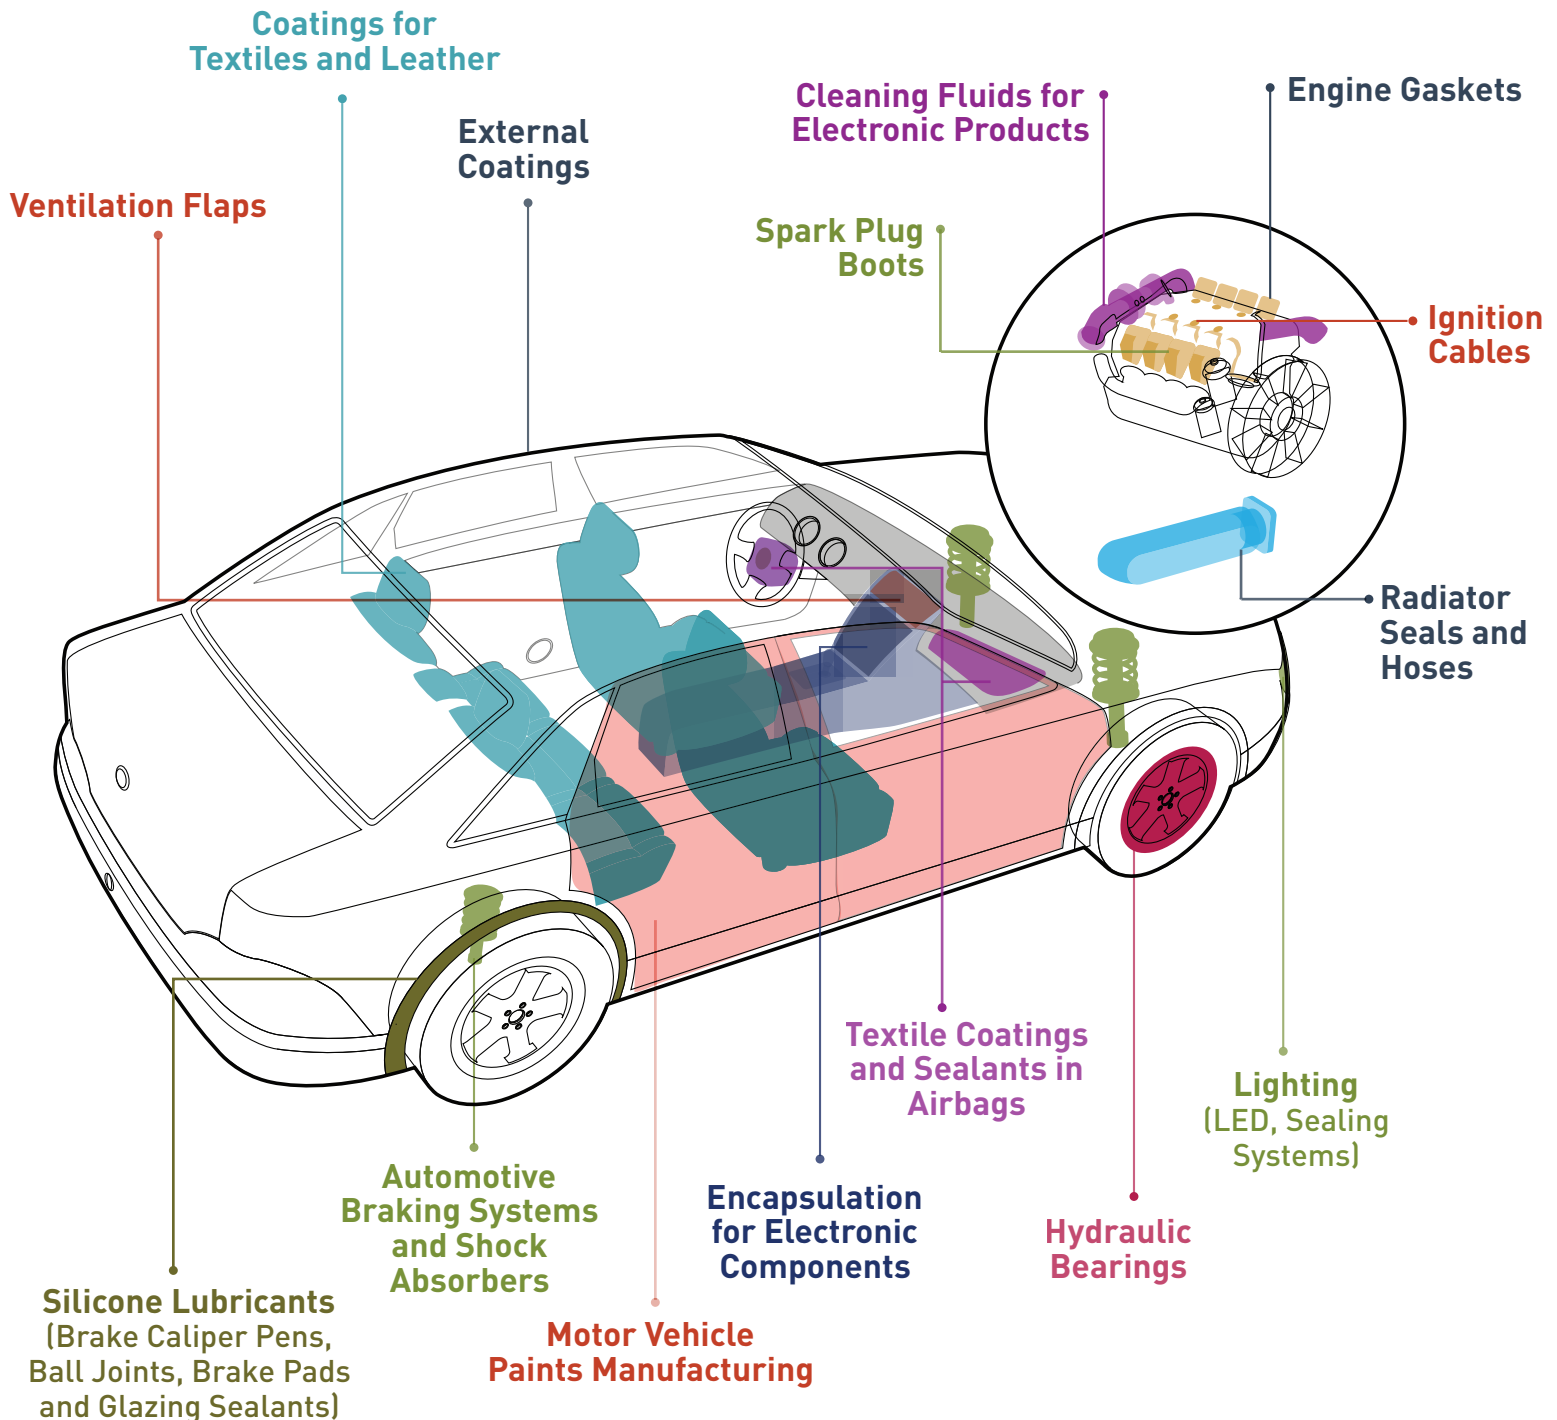 Coatings for
Textiles and Leather
External
Coatings
Ventilation Flaps
Cleaning Fluids for
Electronic Products
Engine Gaskets
Spark Plug
Boots
Ignition
Cables
Radiator
Seals and
Hoses
Textile Coatings
and Sealants in
Airbags
Lighting
(LED, Sealing
Systems)
Automotive
Braking Systems
and Shock
Absorbers
Encapsulation
for Electronic
Components
Hydraulic
Bearings
Silicone Lubricants
(Brake Caliper Pens,
Ball Joints, Brake Pads
and Glazing Sealants)
Motor Vehicle
Paints Manufacturing